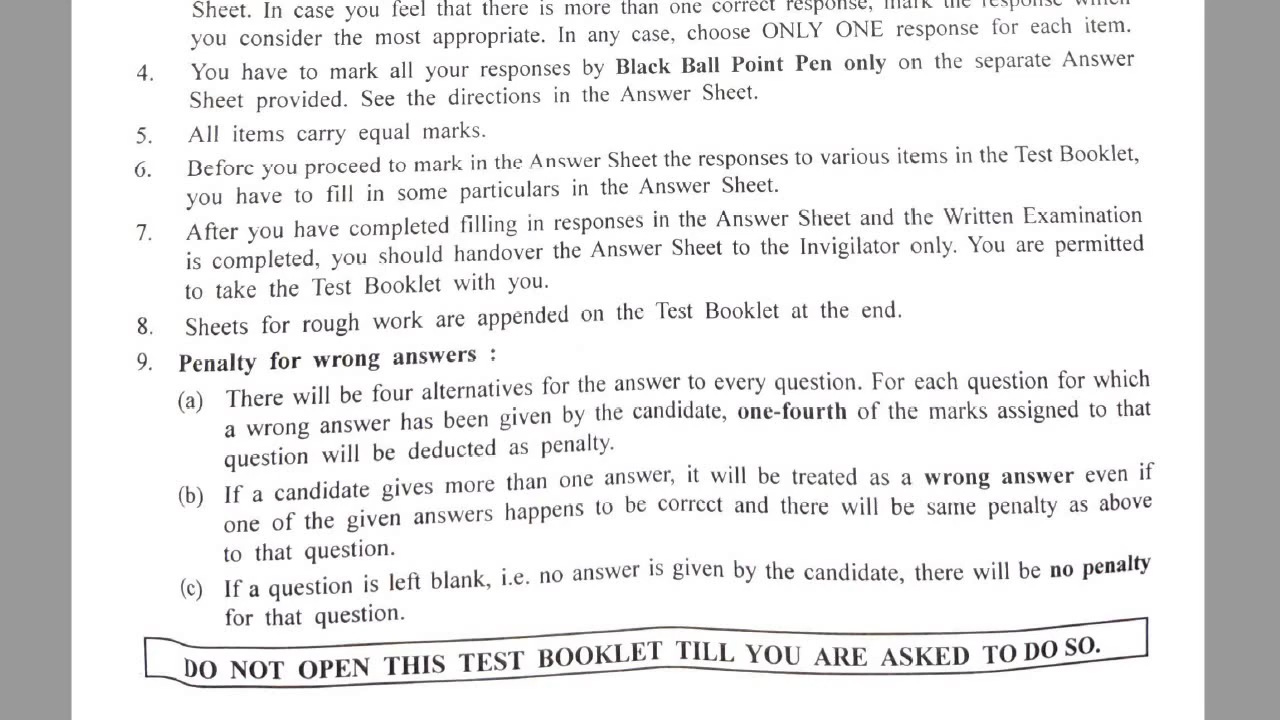 Sheet. In case you feel that there is more than one correct response, mark the response which
you consider the most appropriate. In any case, choose ONLY ONE response for each item.
4. You have to mark all your responses by Black Ball Point Pen only on the separate Answer
Sheet provided. See the directions in the Answer Sheet.
5. All items carry equal marks.
6. Before you proceed to mark in the Answer Sheet the responses to various items in the Test Booklet,
you have to fill in some particulars in the Answer Sheet.
7. After you have completed filling in responses in the Answer Sheet and the Written Examination
is completed, you should handover the Answer Sheet to the Invigilator only. You are permitted
to take the Test Booklet with you.
8. Sheets for rough work are appended on the Test Booklet at the end.
9. Penalty for wrong answers :
(a) There will be four alternatives for the answer to every question. For each question for which
a wrong answer has been given by the candidate, one-fourth of the marks assigned to that
question will be deducted as penalty.
(b) If a candidate gives more than one answer, it will be treated as a wrong answer even if
one of the given answers happens to be correct and there will be same penalty as above
to that question.
(c) If a question is left blank, i.e. no answer is given by the candidate, there will be no penalty
for that question.
DO NOT OPEN THIS TEST BOOKLET TILL YOU ARE ASKED TO DO SO.